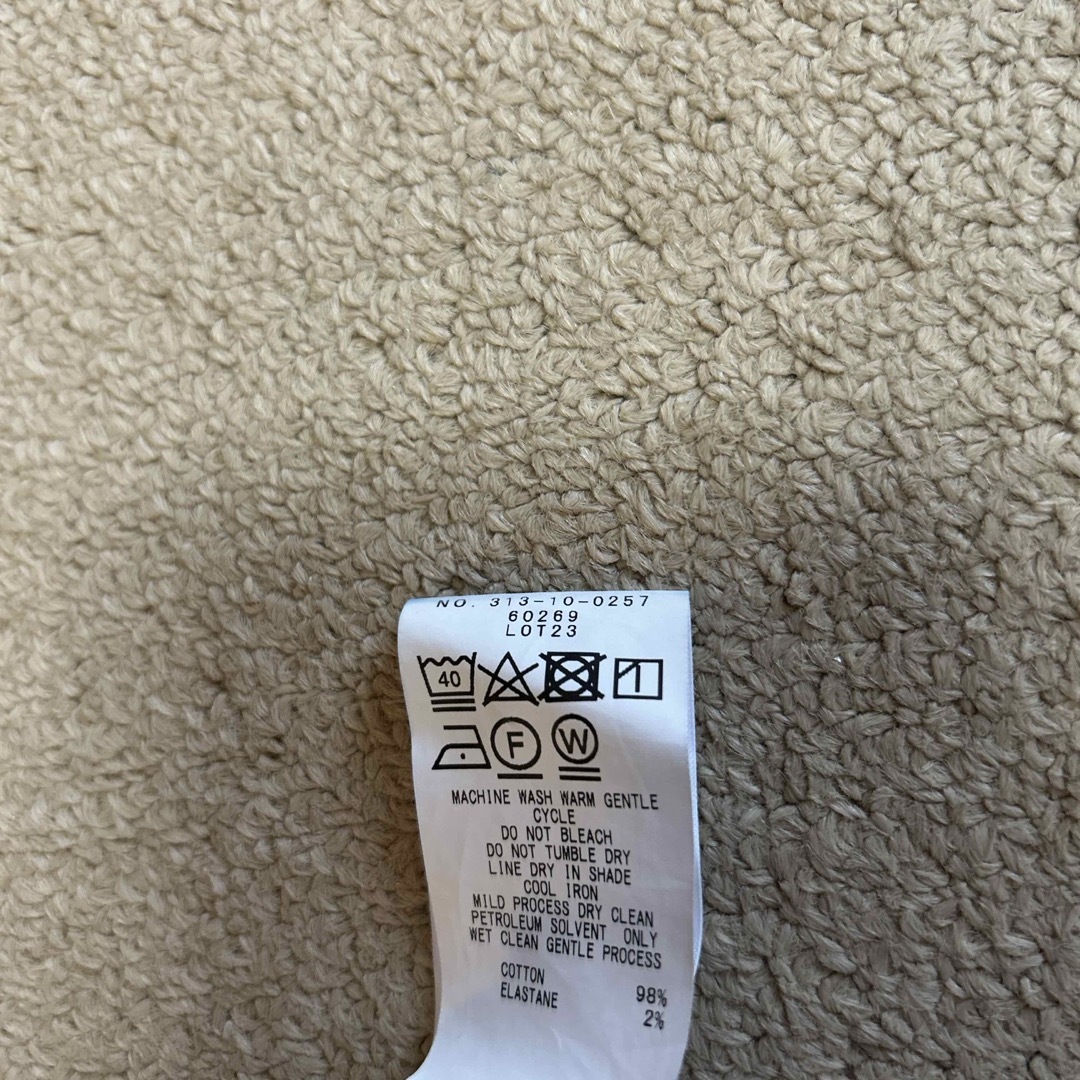 NO. 313-10-0257
60269
LOT23
40
F W
MACHINE WASH WARM GENTLE
CYCLE
DO NOT BLEACH
DO NOT TUMBLE DRY
LINE DRY IN SHADE
COOL IRON
MILD PROCESS DRY CLEAN
PETROLEUM SOLVENT ONLY
WET CLEAN GENTLE PROCESS
COTTON 98%
ELASTANE 2%